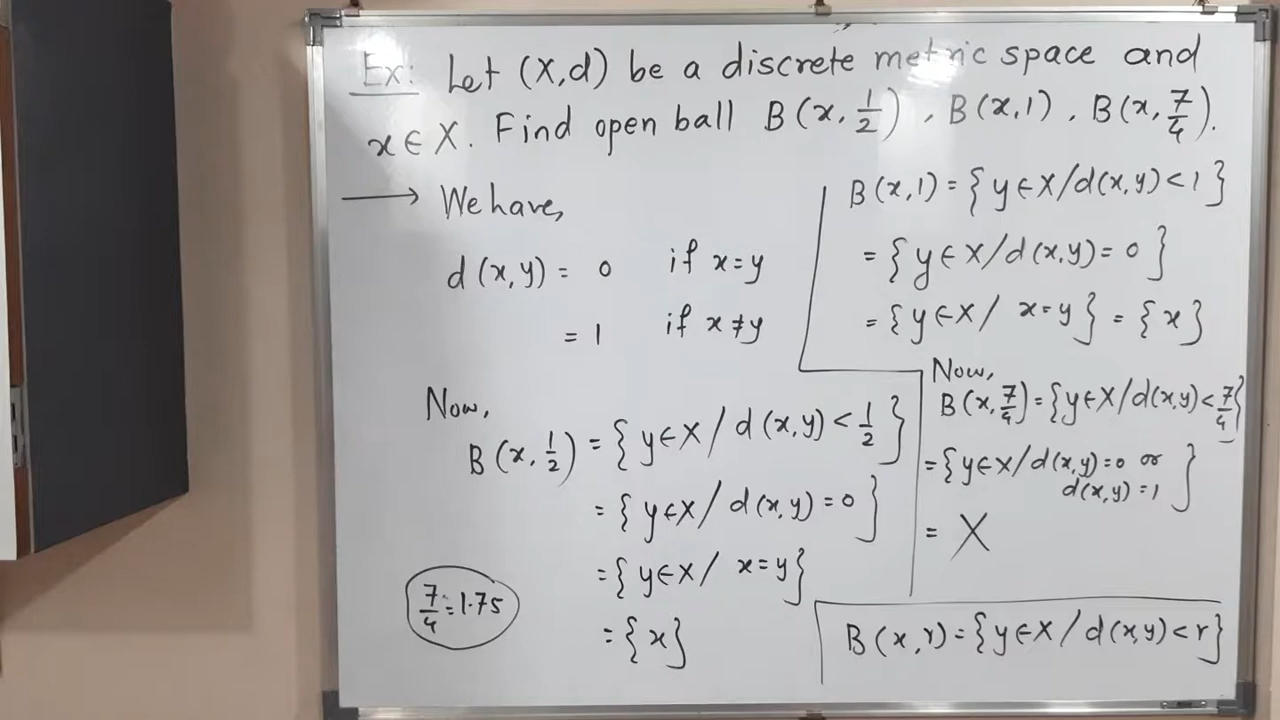 Ex: Let (X,d) be a discrete metric space and
x ∈ X. Find open ball B(x, 1/2), B(x,1), B(x, 7/4).
→ We have,
d(x,y) = 0 if x=y
= 1 if x≠y
Now,
B(x, 1/2) = {y∈X / d(x,y) < 1/2}
= {y∈X / d(x,y) = 0}
= {y∈X / x=y}
= {x}
7/4 = 1.75
B(x,1) = {y∈X / d(x,y) < 1}
= {y∈X / d(x,y) = 0}
= {y∈X / x=y} = {x}
Now,
B(x, 7/4) = {y∈X / d(x,y) < 7/4}
= {y∈X / d(x,y) = 0 or
d(x,y) = 1}
= X
B(x,r) = {y∈X / d(x,y) < r}